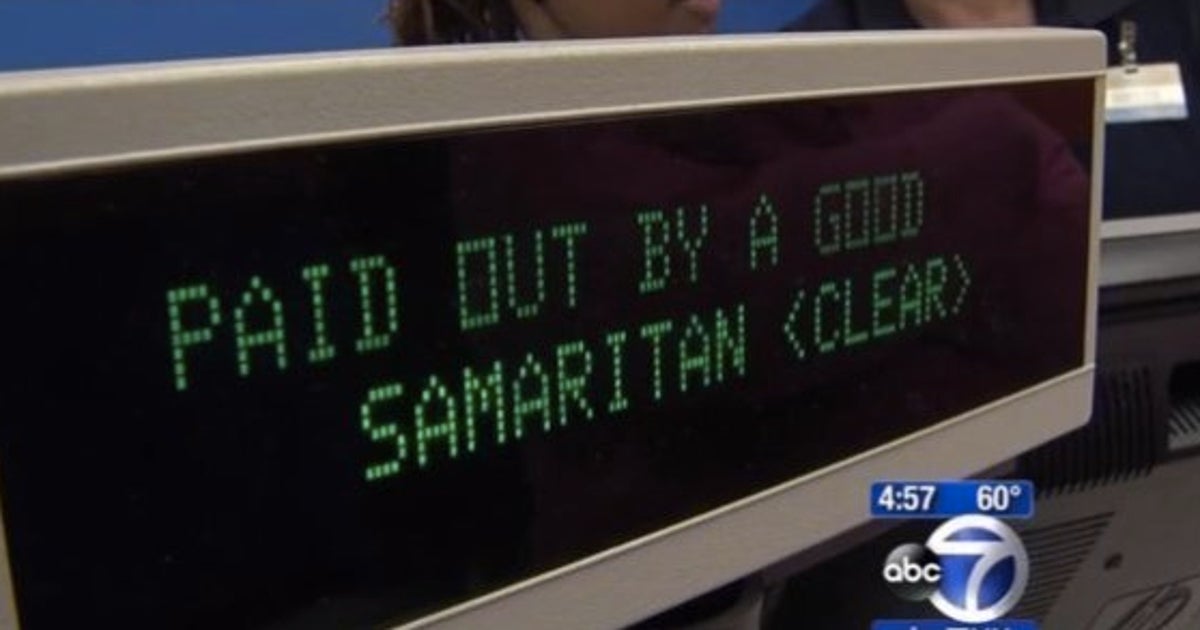 PAID OUT BY A GOOD
SAMARITAN <CLEAR>
4:57 60°
abc 7